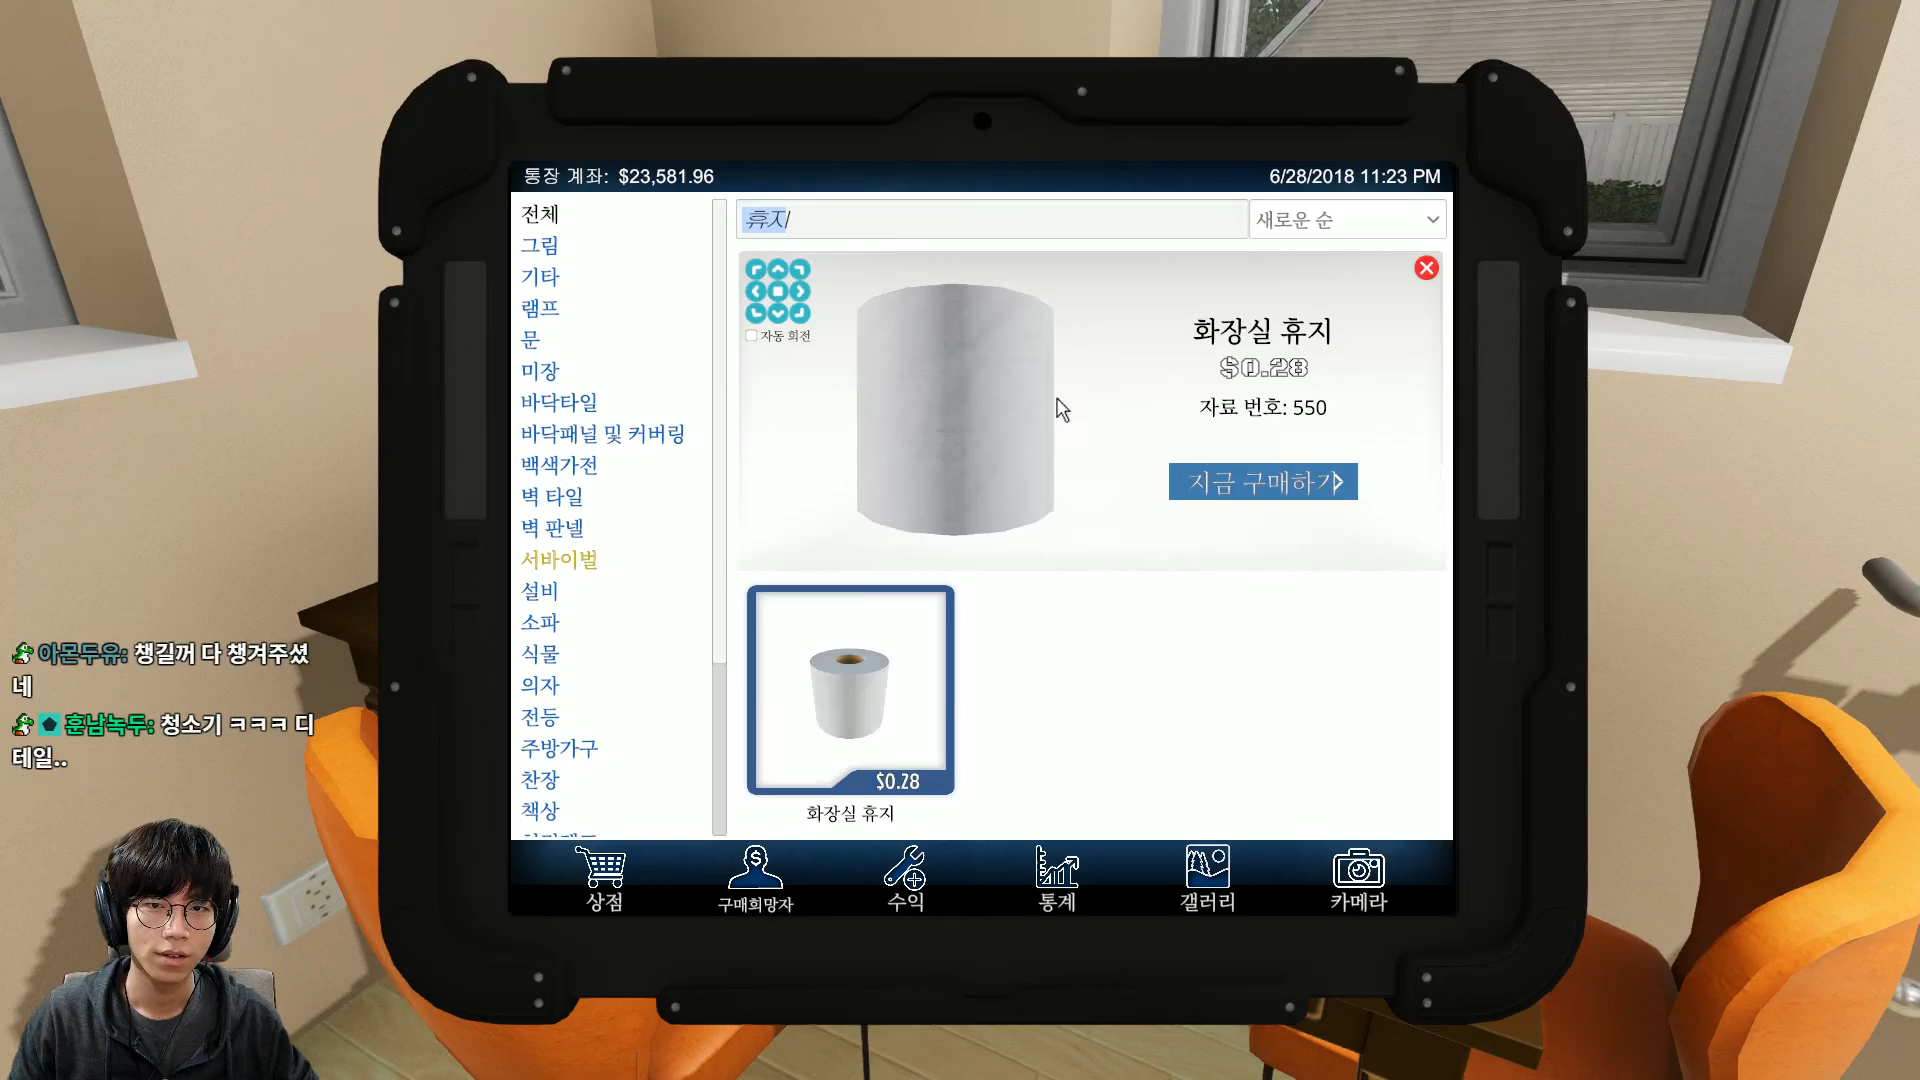 통장 계좌: $23,581.96
6/28/2018 11:23 PM
전체
그림
기타
램프
문
미장
바닥타일
바닥패널 및 커버링
백색가전
벽 타일
벽 판넬
서바이벌
설비
소파
식물
의자
전등
주방가구
찬장
책상
휴지
새로운 순
자동 회전
화장실 휴지
$0.28
자료 번호: 550
지금 구매하기
$0.28
화장실 휴지
상점
구매희망자
수익
통계
갤러리
카메라
아몬두유: 챙길꺼 다 챙겨주셨
네
훈남녹두: 청소기 ㅋㅋㅋ 디
테일..